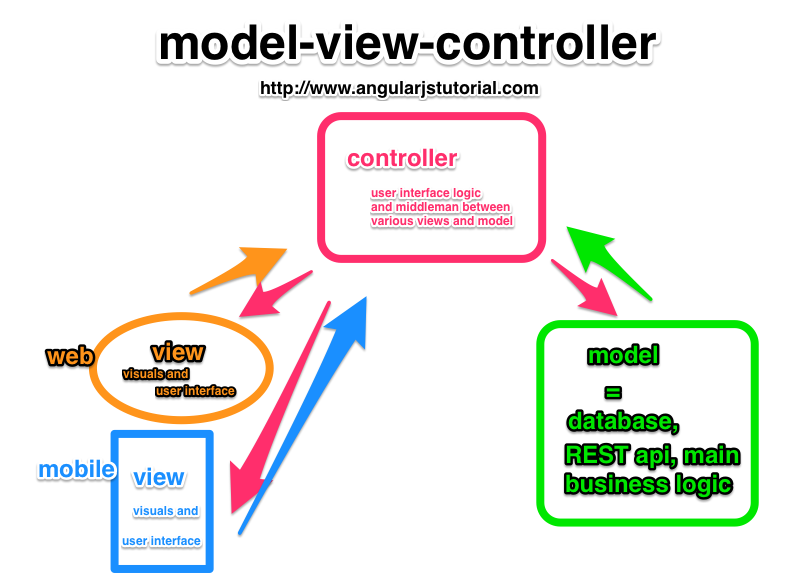 model-view-controller
http://www.angularjstutorial.com
controller
user interface logic
and middleman between
various views and model
web
view
visuals and
user interface
model
=
database,
REST api, main
business logic
mobile
view
visuals and
user interface